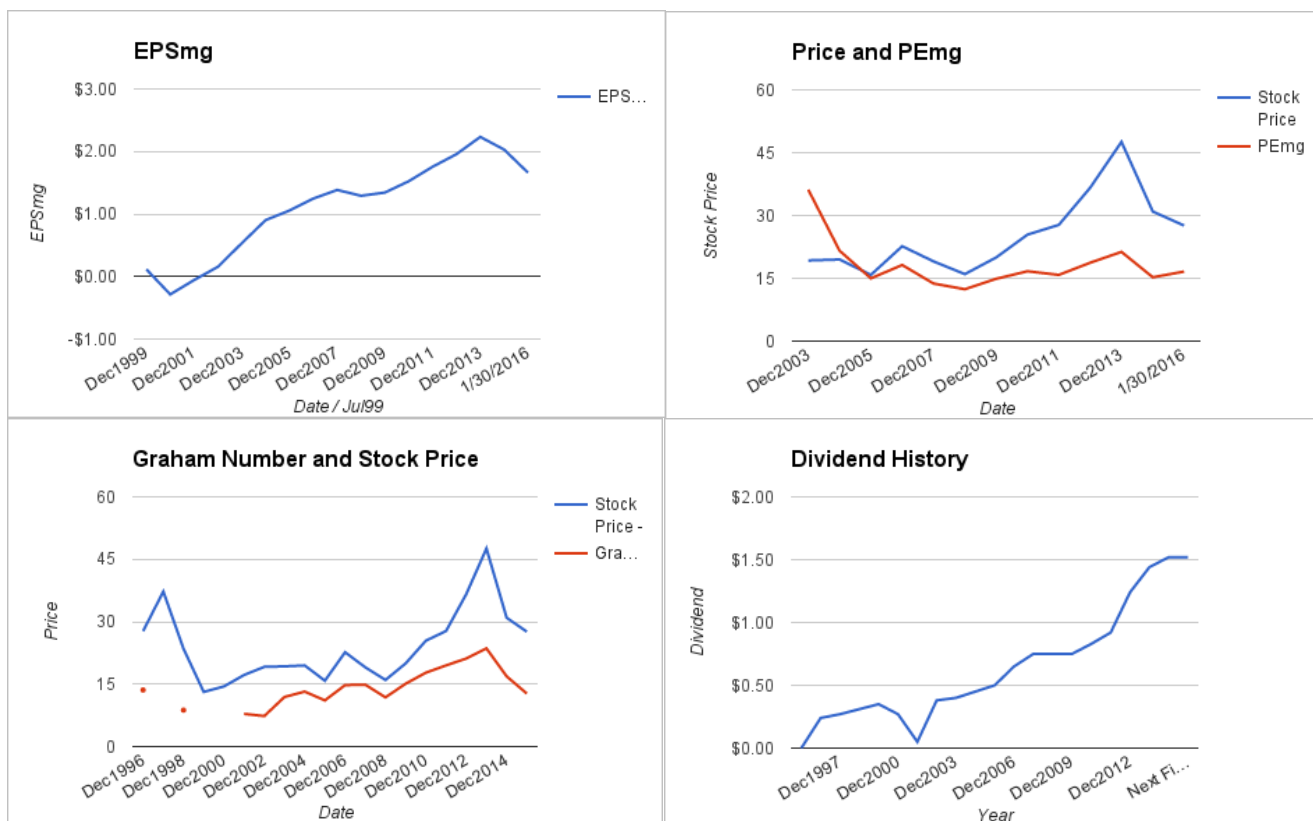 EPSmg
$3.00
$2.00
$1.00
$0.00
-$1.00
EPSmg
Dec1999
Dec2001
Dec2003
Dec2005
Dec2007
Dec2009
Dec2011
Dec2013
1/30/2016
Date / Jul99
EPS...
Price and PEmg
60
45
30
15
0
Stock Price
Dec2003
Dec2005
Dec2007
Dec2009
Dec2011
Dec2013
1/30/2016
Date
Stock
Price
PEmg
Graham Number and Stock Price
60
45
30
15
0
Price
Dec1996
Dec1998
Dec2000
Dec2002
Dec2004
Dec2006
Dec2008
Dec2010
Dec2012
Dec2014
Date
Stock
Price -
Gra...
Dividend History
$2.00
$1.50
$1.00
$0.50
$0.00
Dividend
Dec1997
Dec2000
Dec2003
Dec2006
Dec2009
Dec2012
Next Fi...
Year